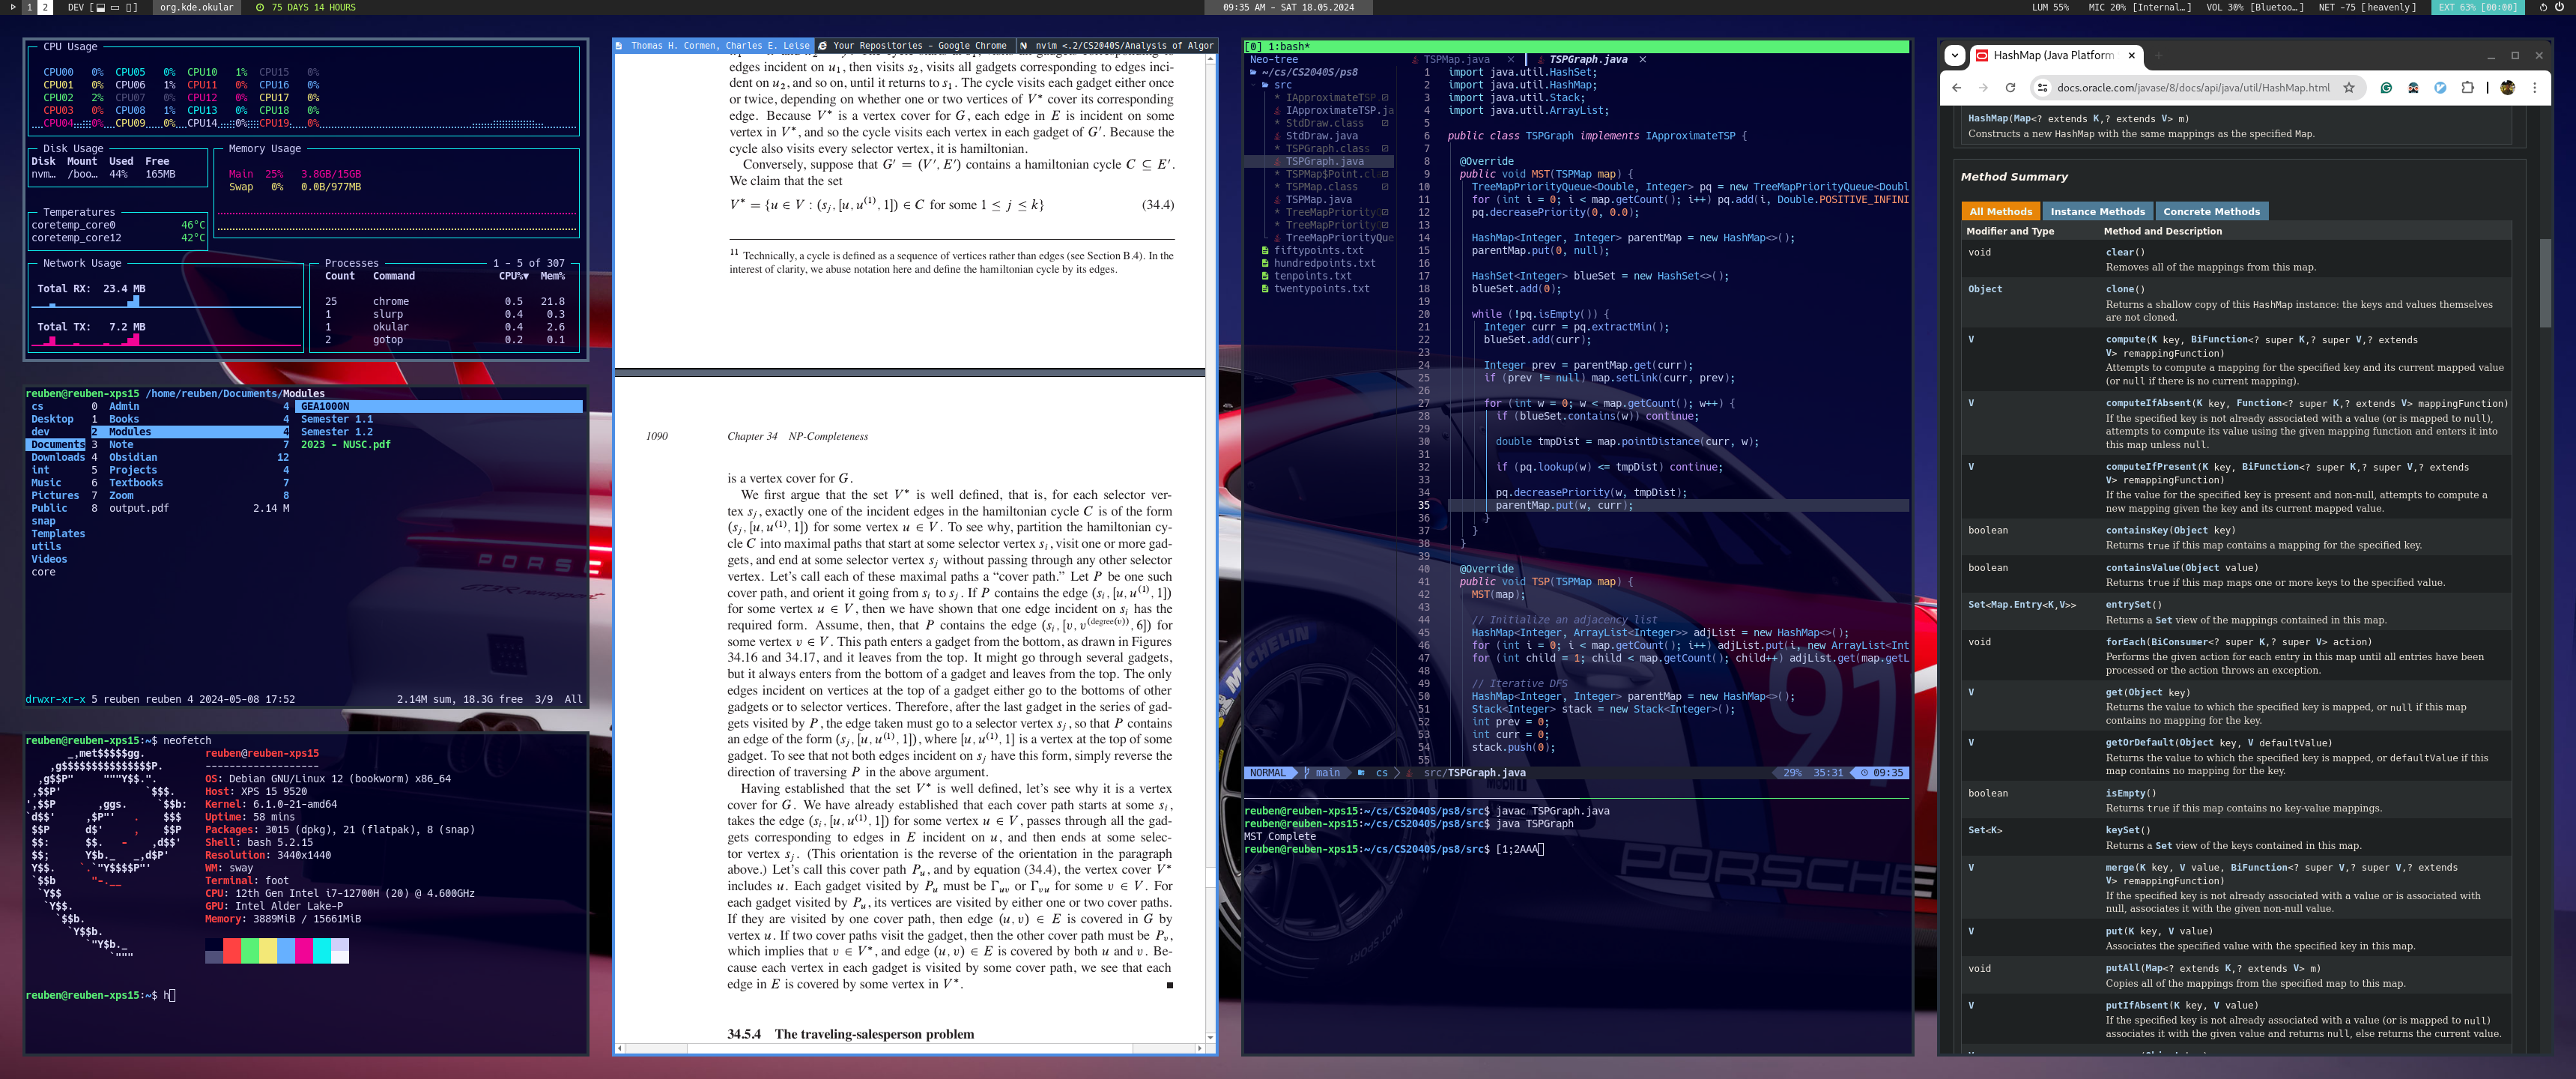 1 2 DEV [ ] org.kde.okular 75 DAYS 14 HOURS
09:35 AM - SAT 18.05.2024
LUM 55% MIC 20% [Internal…] VOL 30% [Bluetoo…] NET -75 [heavenly] EXT 63% [00:00]
CPU Usage
CPU00 0% CPU05 0% CPU10 1% CPU15 0%
CPU01 0% CPU06 1% CPU11 0% CPU16 0%
CPU02 2% CPU07 0% CPU12 0% CPU17 0%
CPU03 0% CPU08 1% CPU13 0% CPU18 0%
CPU04 0% CPU09 0% CPU14 0% CPU19 0%
Disk Usage
Disk Mount Used Free
nvm… /boo… 44% 165MB
Memory Usage
Main 25% 3.8GB/15GB
Swap 0% 0.0B/977MB
Temperatures
coretemp_core0 46°C
coretemp_core12 42°C
Network Usage
Total RX: 23.4 MB
Total TX: 7.2 MB
Processes 1 - 5 of 307
Count Command CPU%▼ Mem%
25 chrome 0.5 21.8
1 slurp 0.4 0.3
1 okular 0.4 2.6
2 gotop 0.2 0.1
reuben@reuben-xps15 /home/reuben/Documents/Modules
cs 0 Admin 4 GEA1000N
Desktop 1 Books 4 Semester 1.1
dev 2 Modules 4 Semester 1.2
Documents 3 Note 7 2023 - NUSC.pdf
Downloads 4 Obsidian 12
int 5 Projects 4
Music 6 Textbooks 7
Pictures 7 Zoom 8
Public 8 output.pdf 2.14 M
snap
Templates
utils
Videos
core
drwxr-xr-x 5 reuben reuben 4 2024-05-08 17:52 2.14M sum, 18.3G free 3/9 All
reuben@reuben-xps15:~$ neofetch
reuben@reuben-xps15
-------------------
OS: Debian GNU/Linux 12 (bookworm) x86_64
Host: XPS 15 9520
Kernel: 6.1.0-21-amd64
Uptime: 58 mins
Packages: 3015 (dpkg), 21 (flatpak), 8 (snap)
Shell: bash 5.2.15
Resolution: 3440x1440
WM: sway
Terminal: foot
CPU: 12th Gen Intel i7-12700H (20) @ 4.600GHz
GPU: Intel Alder Lake-P
Memory: 3889MiB / 15661MiB
reuben@reuben-xps15:~$ h
Thomas H. Cormen, Charles E. Leise Your Repositories - Google Chrome nvim <.2/CS2040S/Analysis of Algor
edges incident on u1, then visits s2, visits all gadgets corresponding to edges inci-
dent on u2, and so on, until it returns to s1. The cycle visits each gadget either once
or twice, depending on whether one or two vertices of V* cover its corresponding
edge. Because V* is a vertex cover for G, each edge in E is incident on some
vertex in V*, and so the cycle visits each vertex in each gadget of G′. Because the
cycle also visits every selector vertex, it is hamiltonian.
Conversely, suppose that G′ = (V′, E′) contains a hamiltonian cycle C ⊆ E′.
We claim that the set
V* = {u ∈ V : (sj, [u, u(1), 1]) ∈ C for some 1 ≤ j ≤ k} (34.4)
11 Technically, a cycle is defined as a sequence of vertices rather than edges (see Section B.4). In the
interest of clarity, we abuse notation here and define the hamiltonian cycle by its edges.
1090 Chapter 34 NP-Completeness
is a vertex cover for G.
We first argue that the set V* is well defined, that is, for each selector ver-
tex sj, exactly one of the incident edges in the hamiltonian cycle C is of the form
(sj, [u, u(1), 1]) for some vertex u ∈ V. To see why, partition the hamiltonian cy-
cle C into maximal paths that start at some selector vertex si, visit one or more gad-
gets, and end at some selector vertex sj without passing through any other selector
vertex. Let's call each of these maximal paths a “cover path.” Let P be one such
cover path, and orient it going from si to sj. If P contains the edge (si, [u, u(1), 1])
for some vertex u ∈ V, then we have shown that one edge incident on si has the
required form. Assume, then, that P contains the edge (si, [v, v(degree(v)), 6]) for
some vertex v ∈ V. This path enters a gadget from the bottom, as drawn in Figures
34.16 and 34.17, and it leaves from the top. It might go through several gadgets,
but it always enters from the bottom of a gadget and leaves from the top. The only
edges incident on vertices at the top of a gadget either go to the bottoms of other
gadgets or to selector vertices. Therefore, after the last gadget in the series of gad-
gets visited by P, the edge taken must go to a selector vertex sj, so that P contains
an edge of the form (sj, [u, u(1), 1]), where [u, u(1), 1] is a vertex at the top of some
gadget. To see that not both edges incident on sj have this form, simply reverse the
direction of traversing P in the above argument.
Having established that the set V* is well defined, let's see why it is a vertex
cover for G. We have already established that each cover path starts at some si,
takes the edge (si, [u, u(1), 1]) for some vertex u ∈ V, passes through all the gad-
gets corresponding to edges in E incident on u, and then ends at some selec-
tor vertex sj. (This orientation is the reverse of the orientation in the paragraph
above.) Let's call this cover path Pu, and by equation (34.4), the vertex cover V*
includes u. Each gadget visited by Pu must be Γuv or Γvu for some v ∈ V. For
each gadget visited by Pu, its vertices are visited by either one or two cover paths.
If they are visited by one cover path, then edge (u, v) ∈ E is covered in G by
vertex u. If two cover paths visit the gadget, then the other cover path must be Pv,
which implies that v ∈ V*, and edge (u, v) ∈ E is covered by both u and v. Be-
cause each vertex in each gadget is visited by some cover path, we see that each
edge in E is covered by some vertex in V*. ■
34.5.4 The traveling-salesperson problem
[0] 1:bash*
Neo-tree
~/cs/CS2040S/ps8
src
* IApproximateTSP.
IApproximateTSP.ja
* StdDraw.class
StdDraw.java
* TSPGraph.class
TSPGraph.java
* TSPMap$Point.cla
* TSPMap.class
TSPMap.java
* TreeMapPriority
* TreeMapPriority
TreeMapPriorityQue
fiftypoints.txt
hundredpoints.txt
tenpoints.txt
twentypoints.txt
TSPMap.java × TSPGraph.java ×
1 import java.util.HashSet;
2 import java.util.HashMap;
3 import java.util.Stack;
4 import java.util.ArrayList;
5
6 public class TSPGraph implements IApproximateTSP {
7
8 @Override
9 public void MST(TSPMap map) {
10 TreeMapPriorityQueue<Double, Integer> pq = new TreeMapPriorityQueue<Doubl
11 for (int i = 0; i < map.getCount(); i++) pq.add(i, Double.POSITIVE_INFINI
12 pq.decreasePriority(0, 0.0);
13
14 HashMap<Integer, Integer> parentMap = new HashMap<>();
15 parentMap.put(0, null);
16
17 HashSet<Integer> blueSet = new HashSet<>();
18 blueSet.add(0);
19
20 while (!pq.isEmpty()) {
21 Integer curr = pq.extractMin();
22 blueSet.add(curr);
23
24 Integer prev = parentMap.get(curr);
25 if (prev != null) map.setLink(curr, prev);
26
27 for (int w = 0; w < map.getCount(); w++) {
28 if (blueSet.contains(w)) continue;
29
30 double tmpDist = map.pointDistance(curr, w);
31
32 if (pq.lookup(w) <= tmpDist) continue;
33
34 pq.decreasePriority(w, tmpDist);
35 parentMap.put(w, curr);
36 }
37 }
38 }
39
40 @Override
41 public void TSP(TSPMap map) {
42 MST(map);
43
44 // Initialize an adjacency list
45 HashMap<Integer, ArrayList<Integer>> adjList = new HashMap<>();
46 for (int i = 0; i < map.getCount(); i++) adjList.put(i, new ArrayList<Int
47 for (int child = 1; child < map.getCount(); child++) adjList.get(map.getL
48
49 // Iterative DFS
50 HashMap<Integer, Integer> parentMap = new HashMap<>();
51 Stack<Integer> stack = new Stack<Integer>();
52 int prev = 0;
53 int curr = 0;
54 stack.push(0);
55
NORMAL main cs src/TSPGraph.java 29% 35:31 09:35
reuben@reuben-xps15:~/cs/CS2040S/ps8/src$ javac TSPGraph.java
reuben@reuben-xps15:~/cs/CS2040S/ps8/src$ java TSPGraph
MST Complete
reuben@reuben-xps15:~/cs/CS2040S/ps8/src$ [1;2AAA
PORSCHE
GT3R rennsport
MICHELIN
PORSCHE
91
HashMap (Java Platform ×
docs.oracle.com/javase/8/docs/api/java/util/HashMap.html
HashMap(Map<? extends K,? extends V> m)
Constructs a new HashMap with the same mappings as the specified Map.
Method Summary
All Methods Instance Methods Concrete Methods
Modifier and Type Method and Description
void clear()
Removes all of the mappings from this map.
Object clone()
Returns a shallow copy of this HashMap instance: the keys and values themselves
are not cloned.
V compute(K key, BiFunction<? super K,? super V,? extends
V> remappingFunction)
Attempts to compute a mapping for the specified key and its current mapped value
(or null if there is no current mapping).
V computeIfAbsent(K key, Function<? super K,? extends V> mappingFunction)
If the specified key is not already associated with a value (or is mapped to null),
attempts to compute its value using the given mapping function and enters it into
this map unless null.
V computeIfPresent(K key, BiFunction<? super K,? super V,? extends
V> remappingFunction)
If the value for the specified key is present and non-null, attempts to compute a
new mapping given the key and its current mapped value.
boolean containsKey(Object key)
Returns true if this map contains a mapping for the specified key.
boolean containsValue(Object value)
Returns true if this map maps one or more keys to the specified value.
Set<Map.Entry<K,V>> entrySet()
Returns a Set view of the mappings contained in this map.
void forEach(BiConsumer<? super K,? super V> action)
Performs the given action for each entry in this map until all entries have been
processed or the action throws an exception.
V get(Object key)
Returns the value to which the specified key is mapped, or null if this map
contains no mapping for the key.
V getOrDefault(Object key, V defaultValue)
Returns the value to which the specified key is mapped, or defaultValue if this
map contains no mapping for the key.
boolean isEmpty()
Returns true if this map contains no key-value mappings.
Set<K> keySet()
Returns a Set view of the keys contained in this map.
V merge(K key, V value, BiFunction<? super V,? super V,? extends
V> remappingFunction)
If the specified key is not already associated with a value or is associated with
null, associates it with the given non-null value.
V put(K key, V value)
Associates the specified value with the specified key in this map.
void putAll(Map<? extends K,? extends V> m)
Copies all of the mappings from the specified map to this map.
V putIfAbsent(K key, V value)
If the specified key is not already associated with a value (or is mapped to null)
associates it with the given value and returns null, else returns the current value.